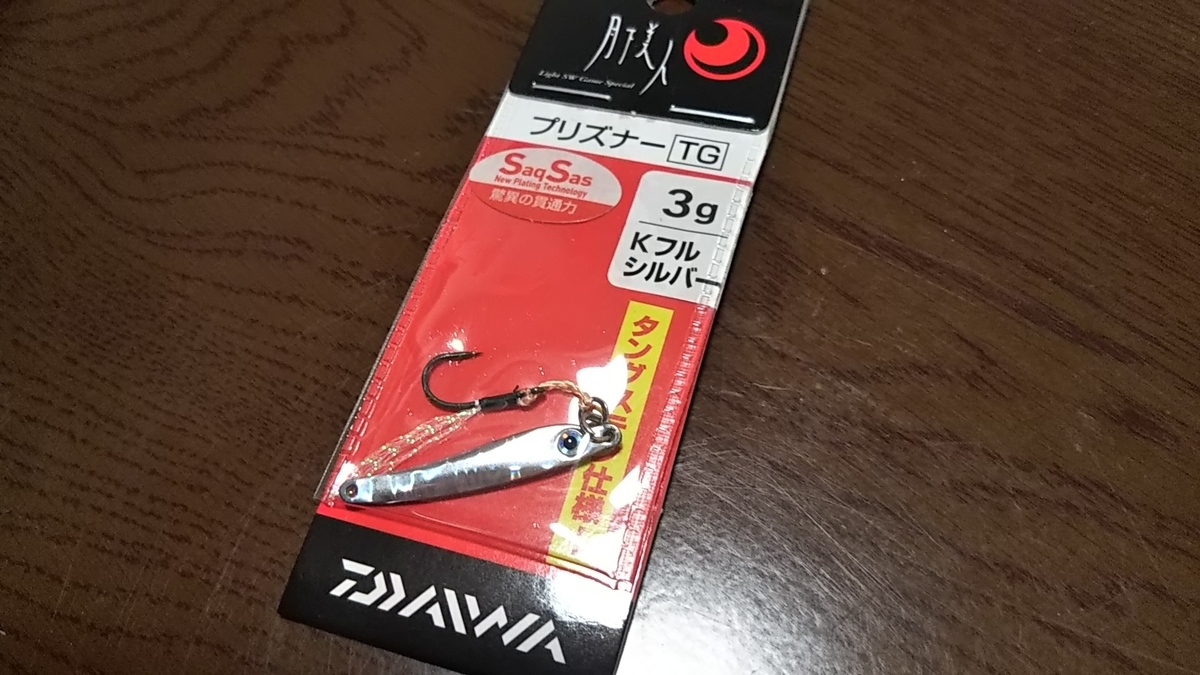 月下美人
Light SW Game Special
プリズナー TG
SaqSas
New Plating Technology
驚異の貫通力
3g
Kフル
シルバー
タングステン仕様!
DAIWA